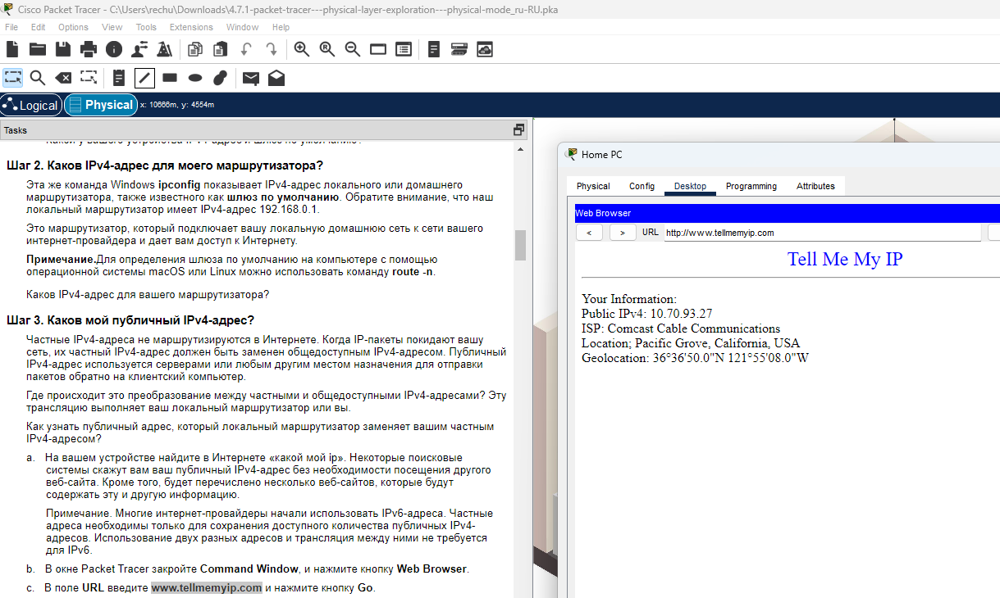 Cisco Packet Tracer - C:\Users\rechu\Downloads\4.7.1-packet-tracer---physical-layer-exploration---physical-mode_ru-RU.pka
File Edit Options View Tools Extensions Window Help
Logical Physical x: 10666m, y: 4554m
Tasks
Шаг 2. Каков IPv4-адрес для моего маршрутизатора?
Эта же команда Windows ipconfig показывает IPv4-адрес локального или домашнего
маршрутизатора, также известного как шлюз по умолчанию. Обратите внимание, что наш
локальный маршрутизатор имеет IPv4-адрес 192.168.0.1.
Это маршрутизатор, который подключает вашу локальную домашнюю сеть к сети вашего
интернет-провайдера и дает вам доступ к Интернету.
Примечание.Для определения шлюза по умолчанию на компьютере с помощью
операционной системы macOS или Linux можно использовать команду route -n.
Каков IPv4-адрес для вашего маршрутизатора?
Шаг 3. Каков мой публичный IPv4-адрес?
Частные IPv4-адреса не маршрутизируются в Интернете. Когда IP-пакеты покидают вашу
сеть, их частный IPv4-адрес должен быть заменен общедоступным IPv4-адресом. Публичный
IPv4-адрес используется серверами или любым другим местом назначения для отправки
пакетов обратно на клиентский компьютер.
Где происходит это преобразование между частными и общедоступными IPv4-адресами? Эту
трансляцию выполняет ваш локальный маршрутизатор или вы.
Как узнать публичный адрес, который локальный маршрутизатор заменяет вашим частным
IPv4-адресом?
a. На вашем устройстве найдите в Интернете «какой мой ip». Некоторые поисковые
системы скажут вам ваш публичный IPv4-адрес без необходимости посещения другого
веб-сайта. Кроме того, будет перечислено несколько веб-сайтов, которые будут
содержать эту и другую информацию.
Примечание. Многие интернет-провайдеры начали использовать IPv6-адреса. Частные
адреса необходимы только для сохранения доступного количества публичных IPv4-
адресов. Использование двух разных адресов и трансляция между ними не требуется
для IPv6.
b. В окне Packet Tracer закройте Command Window, и нажмите кнопку Web Browser.
c. В поле URL введите www.tellmemyip.com и нажмите кнопку Go.
Home PC
Physical Config Desktop Programming Attributes
Web Browser
< > URL http://www.tellmemyip.com
Tell Me My IP
Your Information:
Public IPv4: 10.70.93.27
ISP: Comcast Cable Communications
Location; Pacific Grove, California, USA
Geolocation: 36°36'50.0"N 121°55'08.0"W